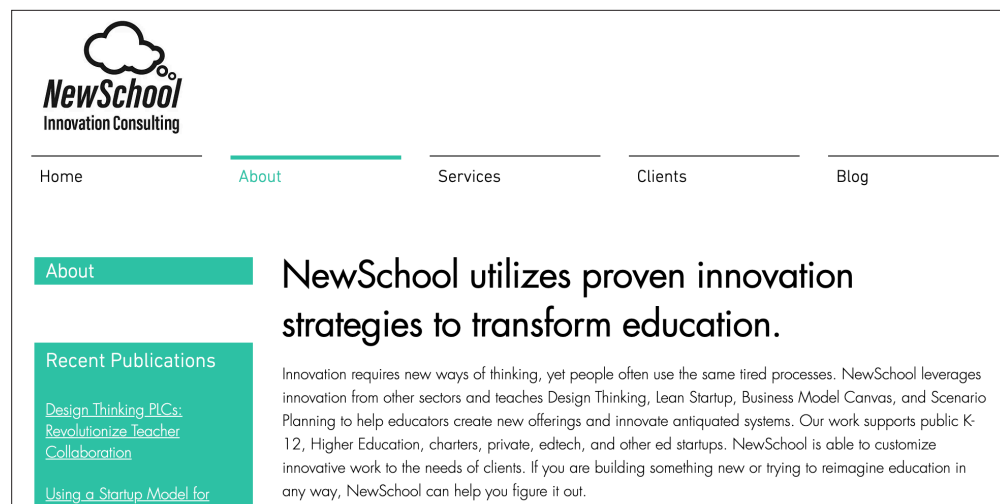 NewSchool
Innovation Consulting
Home
About
Services
Clients
Blog
About
Recent Publications
Design Thinking PLCs:
Revolutionize Teacher
Collaboration
Using a Startup Model for
NewSchool utilizes proven innovation
strategies to transform education.
Innovation requires new ways of thinking, yet people often use the same tired processes. NewSchool leverages
innovation from other sectors and teaches Design Thinking, Lean Startup, Business Model Canvas, and Scenario
Planning to help educators create new offerings and innovate antiquated systems. Our work supports public K-
12, Higher Education, charters, private, edtech, and other ed startups. NewSchool is able to customize
innovative work to the needs of clients. If you are building something new or trying to reimagine education in
any way, NewSchool can help you figure it out.